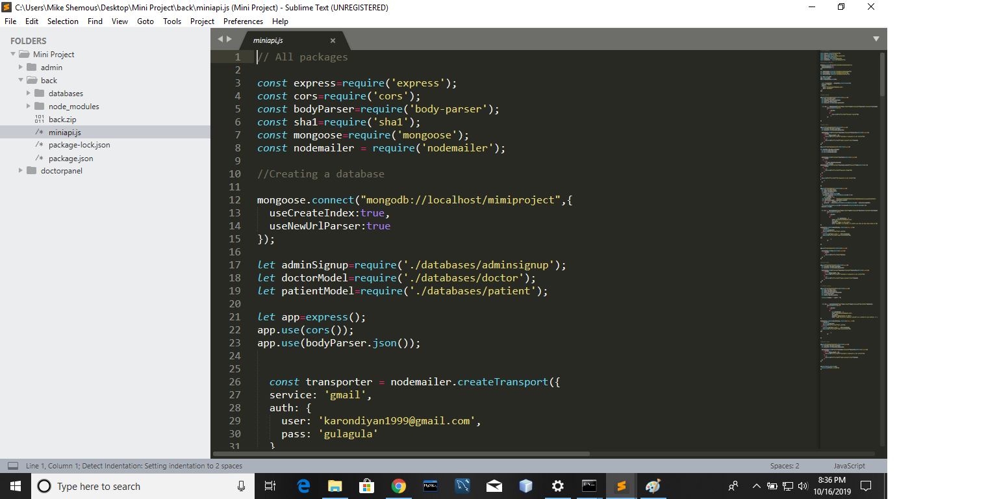 C:\Users\Mike Shemous\Desktop\Mini Project\back\miniapi.js (Mini Project) - Sublime Text (UNREGISTERED)
File Edit Selection Find View Goto Tools Project Preferences Help
FOLDERS
Mini Project
admin
back
databases
node_modules
back.zip
miniapi.js
package-lock.json
package.json
doctorpanel
miniapi.js
1 // All packages
2
3 const express=require('express');
4 const cors=require('cors');
5 const bodyParser=require('body-parser');
6 const sha1=require('sha1');
7 const mongoose=require('mongoose');
8 const nodemailer = require('nodemailer');
9
10 //Creating a database
11
12 mongoose.connect("mongodb://localhost/mimiproject",{
13 useCreateIndex:true,
14 useNewUrlParser:true
15 });
16
17 let adminSignup=require('./databases/adminsignup');
18 let doctorModel=require('./databases/doctor');
19 let patientModel=require('./databases/patient');
20
21 let app=express();
22 app.use(cors());
23 app.use(bodyParser.json());
24
25
26 const transporter = nodemailer.createTransport({
27 service: 'gmail',
28 auth: {
29 user: 'karondiyan1999@gmail.com',
30 pass: 'gulagula'
31 }
Line 1, Column 1; Detect Indentation: Setting indentation to 2 spaces
Spaces: 2
JavaScript
Type here to search
8:36 PM
10/16/2019